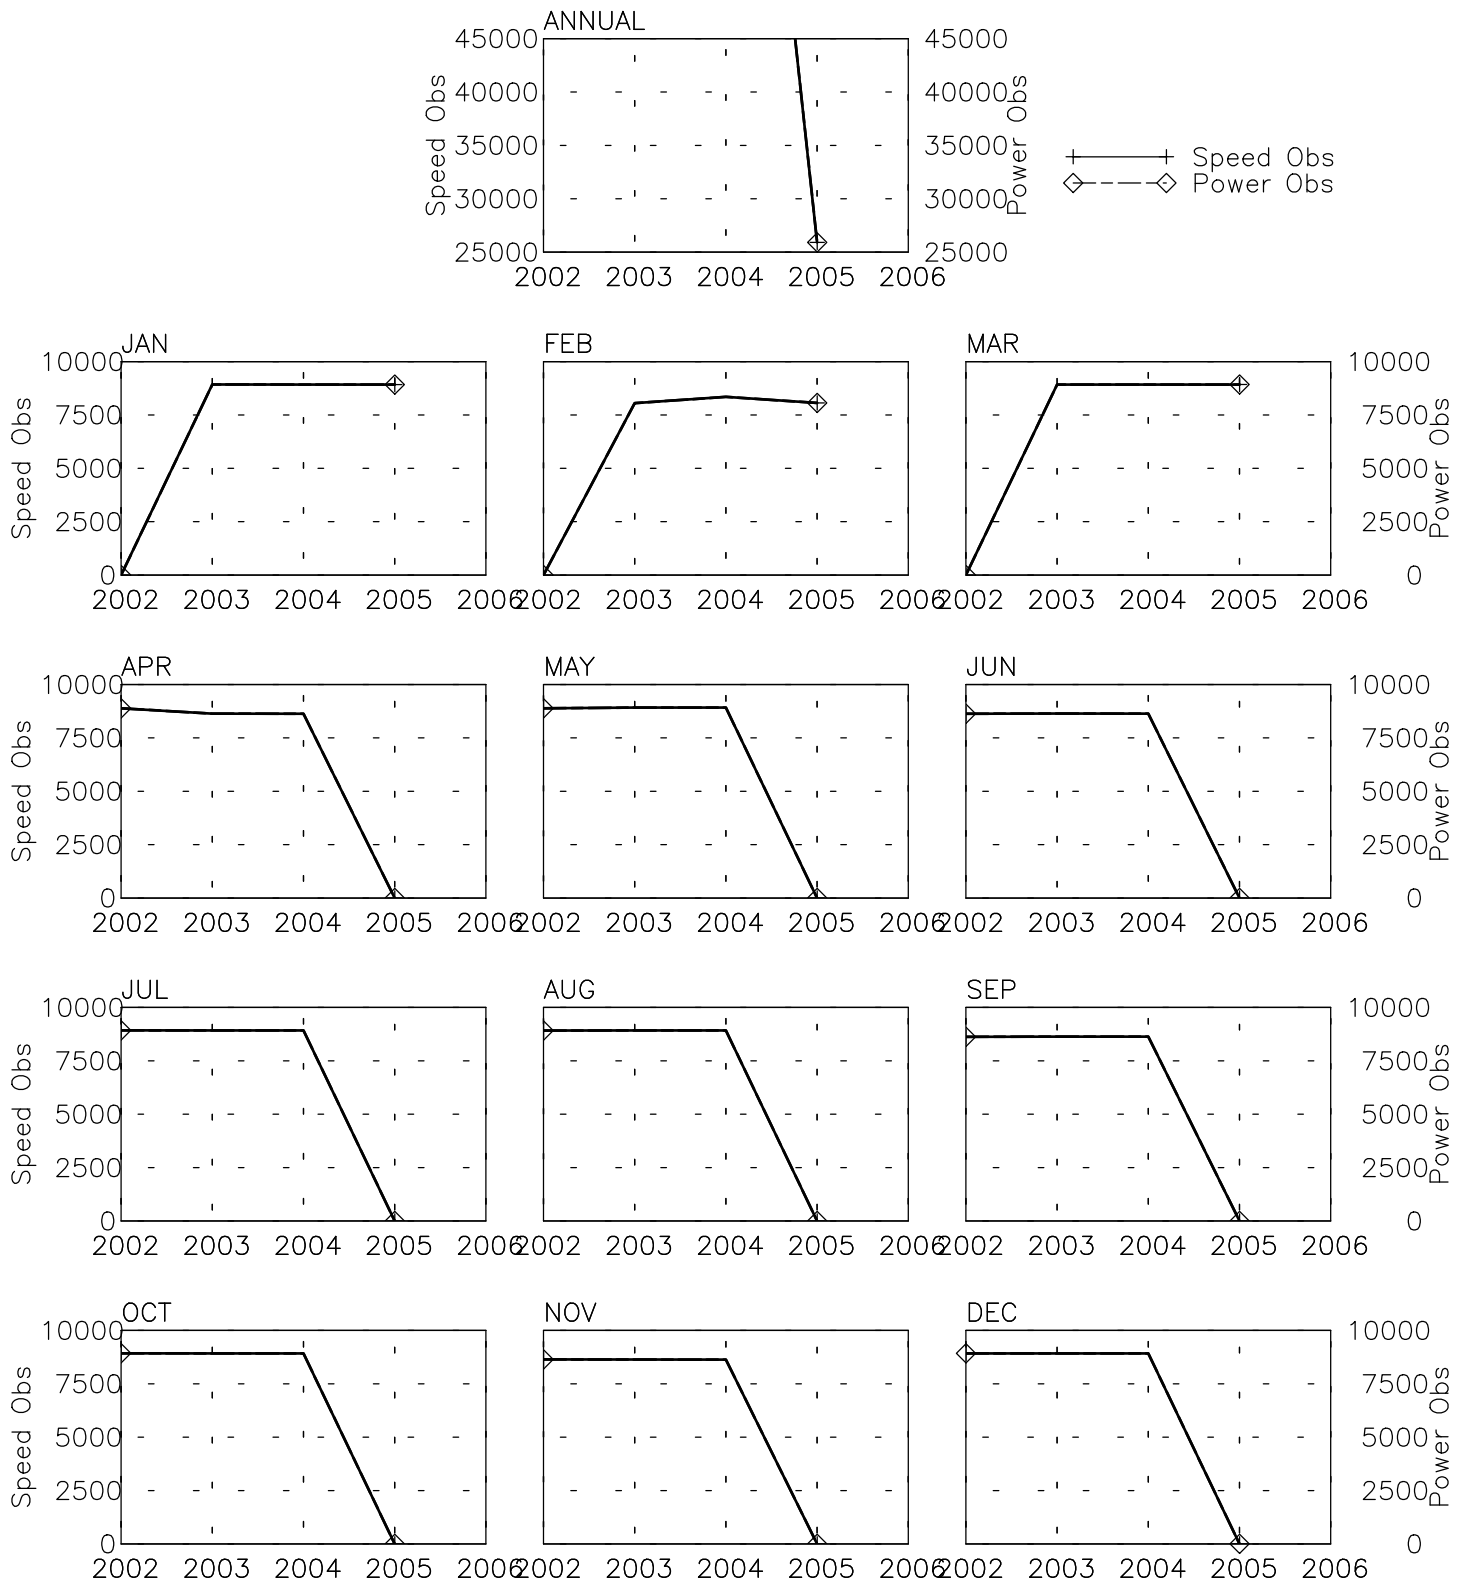 ANNUAL
45000 45000
40000 40000
35000 35000
30000 30000
25000 25000
Speed Obs
Power Obs
2002 2003 2004 2005 2006
Speed Obs
Power Obs
JAN FEB MAR
10000 10000
7500 7500
5000 5000
2500 2500
0 0
Speed Obs
Power Obs
2002 2003 2004 2005 2006 2002 2003 2004 2005 2006 2002 2003 2004 2005 2006
APR MAY JUN
10000 10000
7500 7500
5000 5000
2500 2500
0 0
Speed Obs
Power Obs
2002 2003 2004 2005 2006 2002 2003 2004 2005 2006 2002 2003 2004 2005 2006
JUL AUG SEP
10000 10000
7500 7500
5000 5000
2500 2500
0 0
Speed Obs
Power Obs
2002 2003 2004 2005 2006 2002 2003 2004 2005 2006 2002 2003 2004 2005 2006
OCT NOV DEC
10000 10000
7500 7500
5000 5000
2500 2500
0 0
Speed Obs
Power Obs
2002 2003 2004 2005 2006 2002 2003 2004 2005 2006 2002 2003 2004 2005 2006